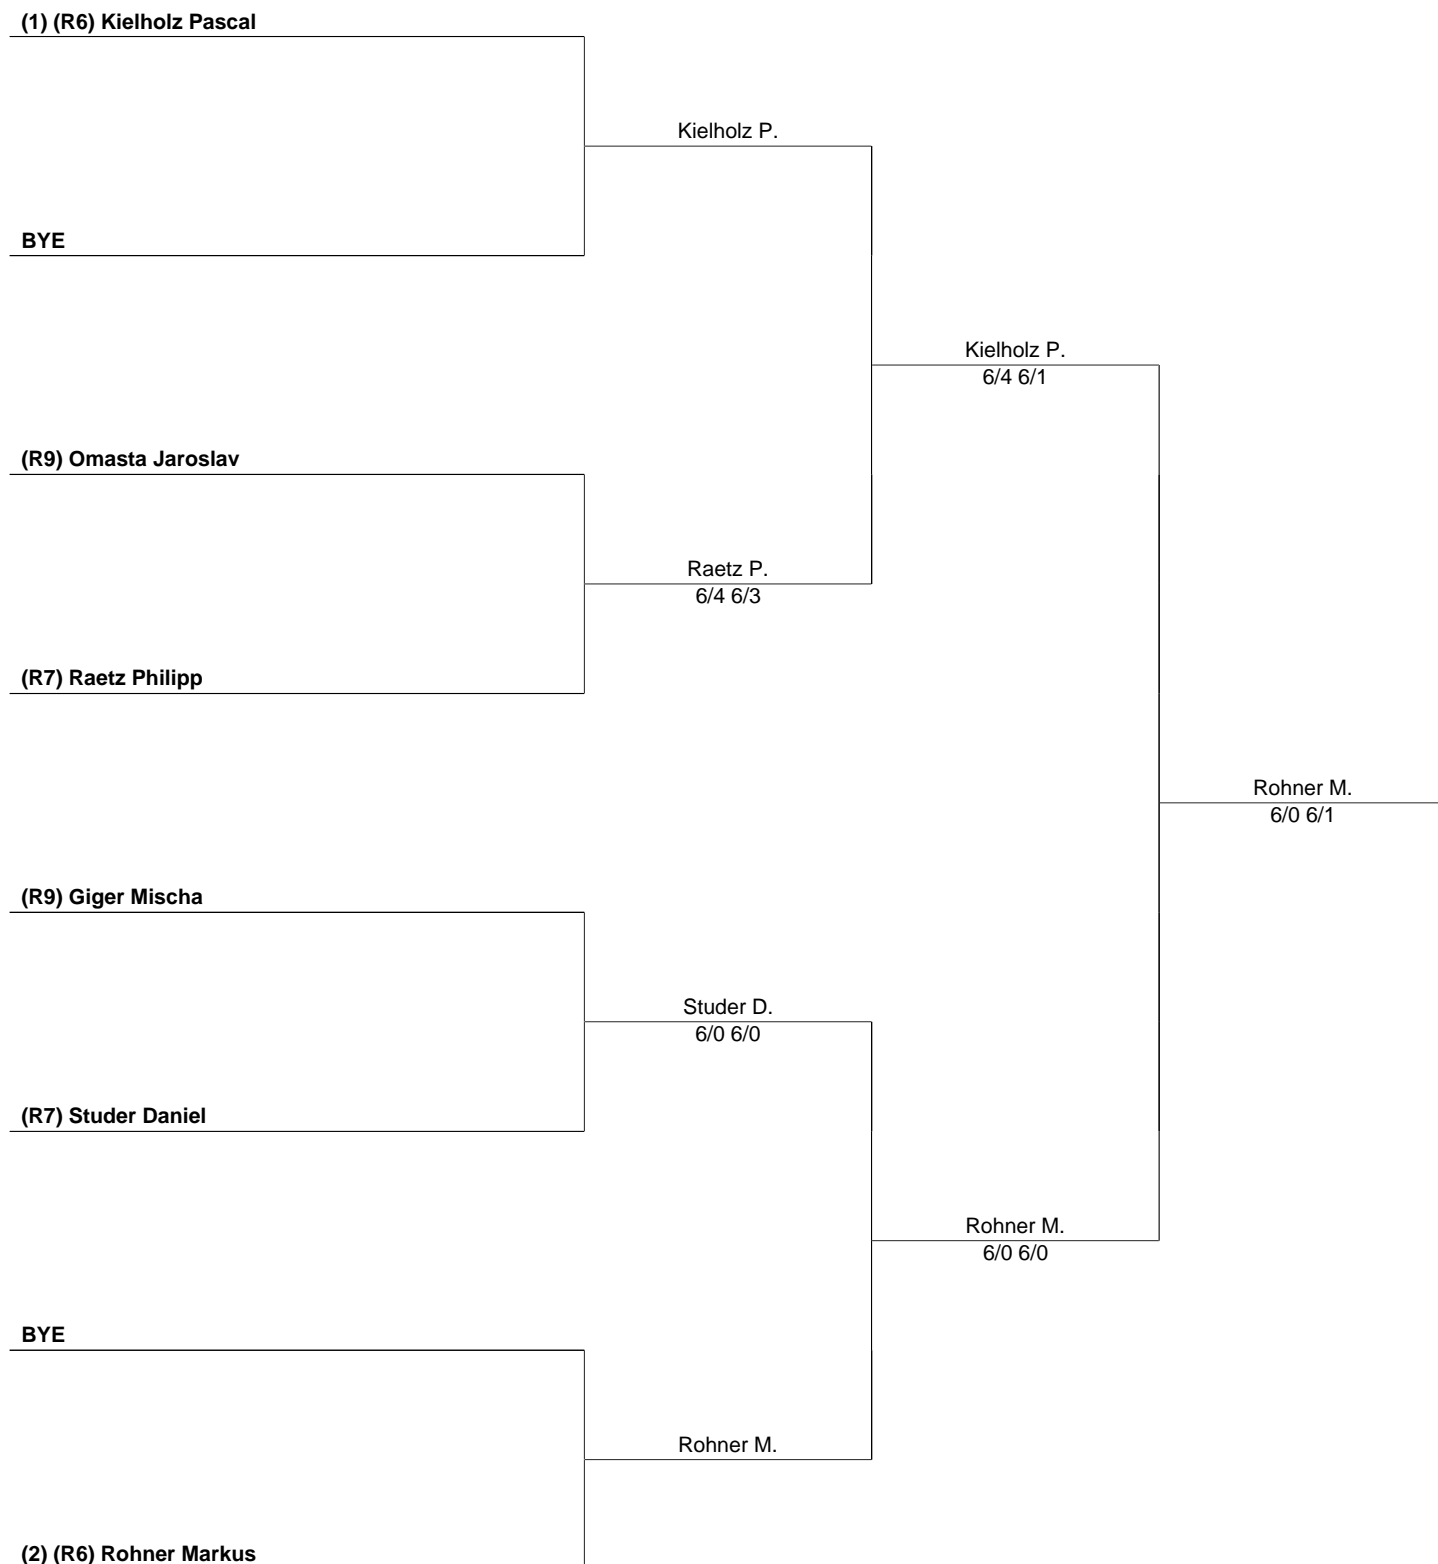 (1) (R6) Kielholz Pascal
Kielholz P.
BYE
Kielholz P.
6/4 6/1
(R9) Omasta Jaroslav
Raetz P.
6/4 6/3
(R7) Raetz Philipp
Rohner M.
6/0 6/1
(R9) Giger Mischa
Studer D.
6/0 6/0
(R7) Studer Daniel
Rohner M.
6/0 6/0
BYE
Rohner M.
(2) (R6) Rohner Markus